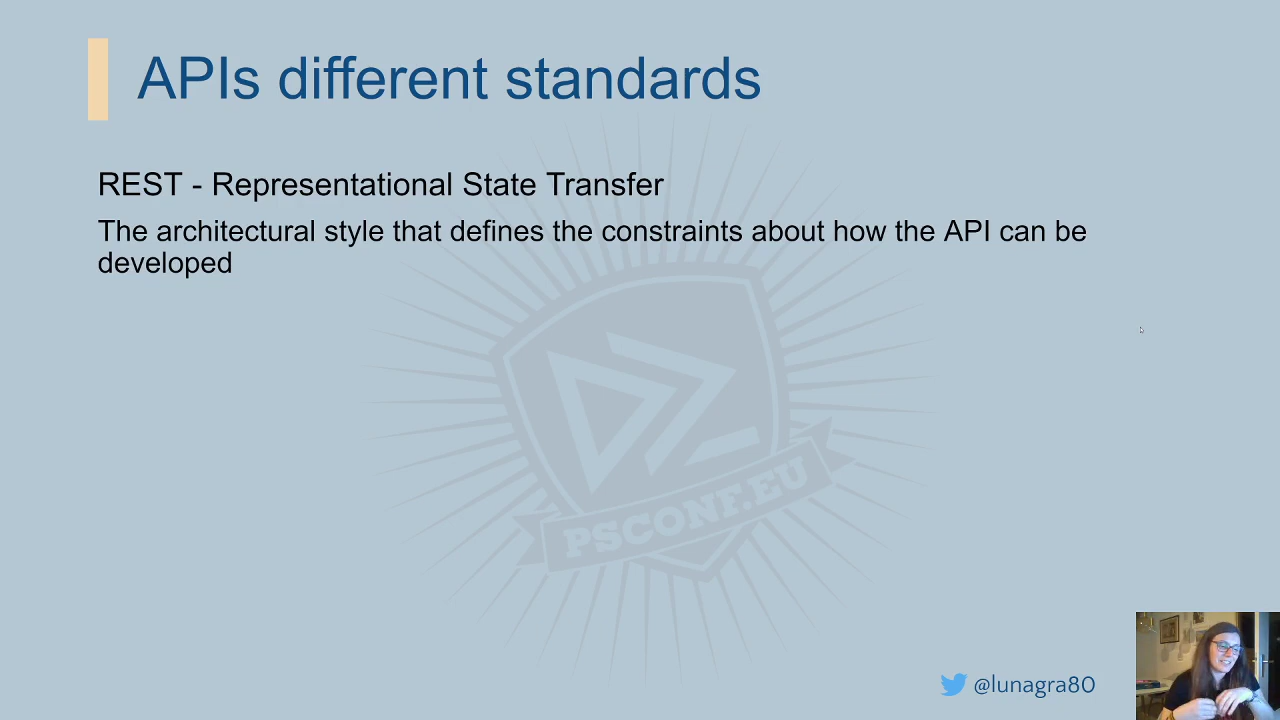 APIs different standards
REST - Representational State Transfer
The architectural style that defines the constraints about how the API can be
developed
PSCONF.EU
@lunagra80